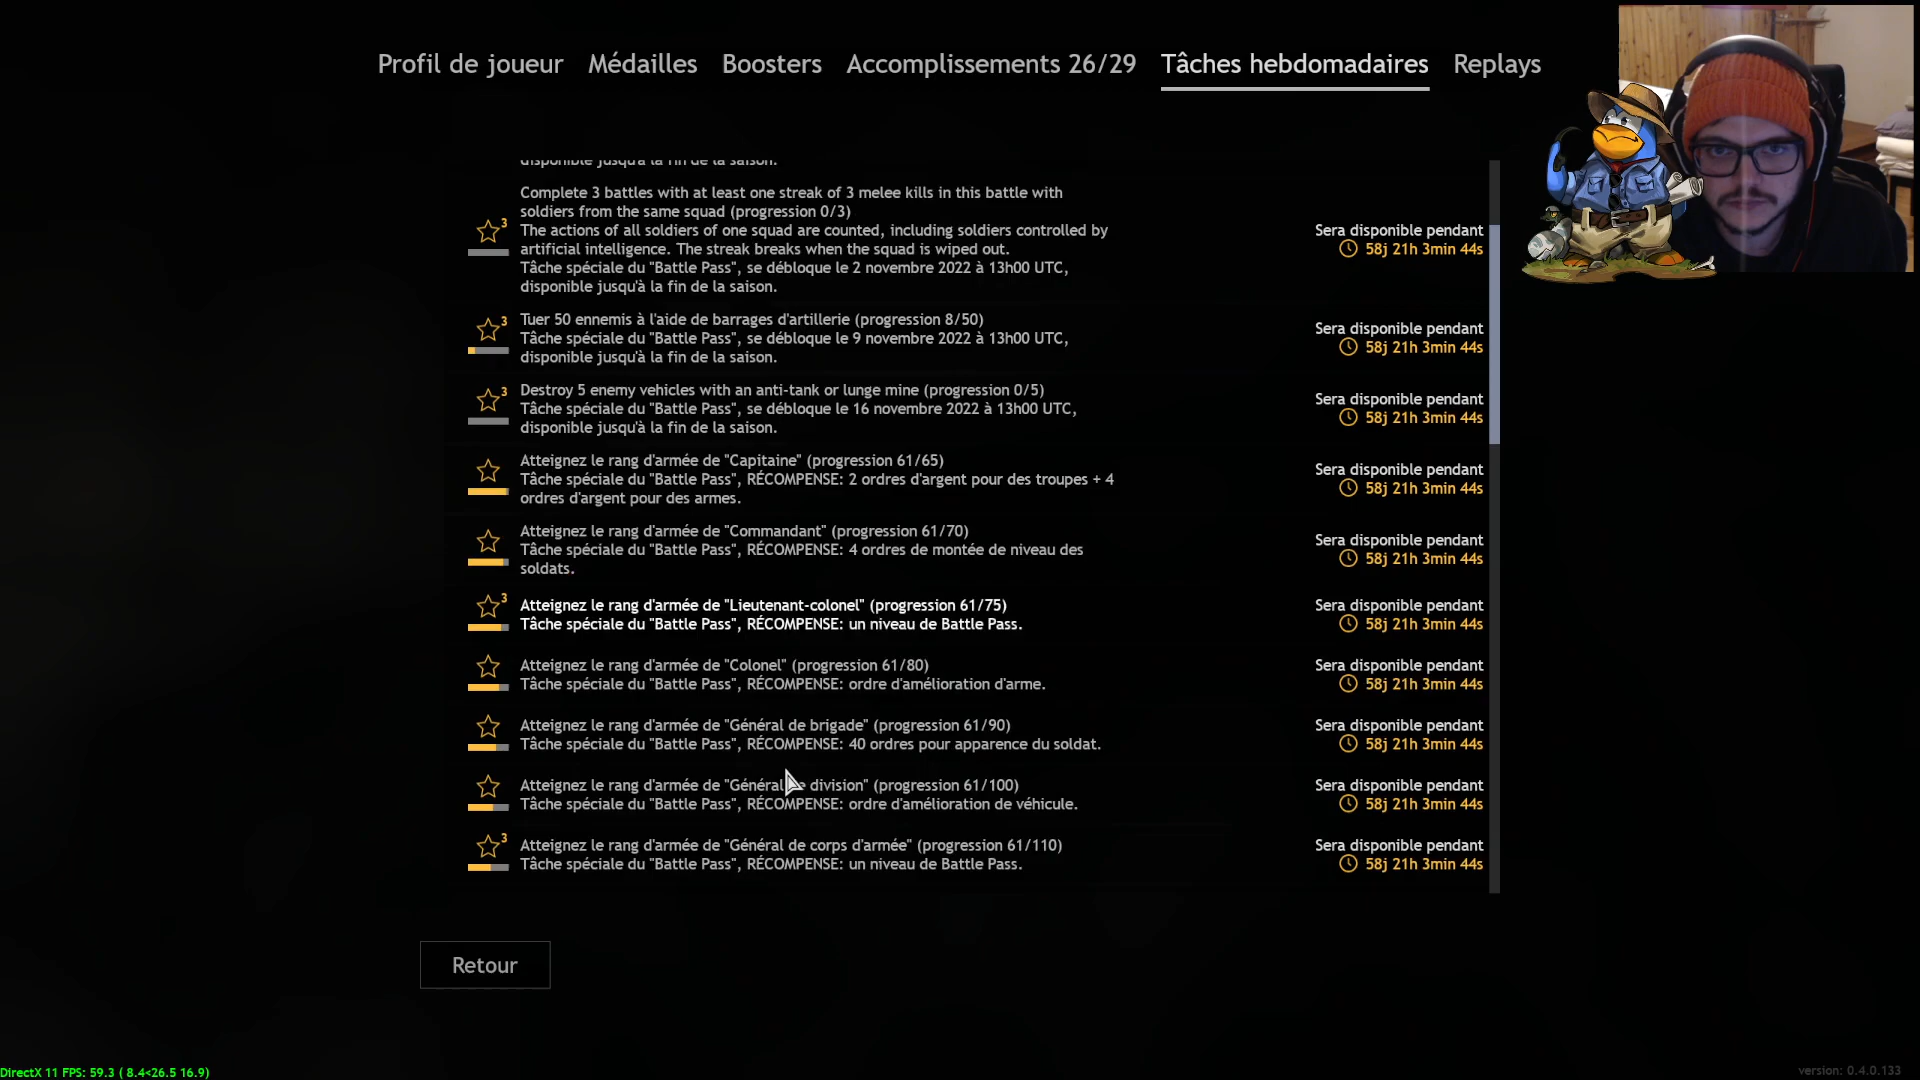 Profil de joueur Médailles Boosters Accomplissements 26/29 Tâches hebdomadaires Replays
disponible jusqu'à la fin de la saison.
Complete 3 battles with at least one streak of 3 melee kills in this battle with
soldiers from the same squad (progression 0/3)
3
The actions of all soldiers of one squad are counted, including soldiers controlled by
artificial intelligence. The streak breaks when the squad is wiped out.
Tâche spéciale du "Battle Pass", se débloque le 2 novembre 2022 à 13h00 UTC,
disponible jusqu'à la fin de la saison.
Sera disponible pendant
58j 21h 3min 44s
3
Tuer 50 ennemis à l'aide de barrages d'artillerie (progression 8/50)
Tâche spéciale du "Battle Pass", se débloque le 9 novembre 2022 à 13h00 UTC,
disponible jusqu'à la fin de la saison.
Sera disponible pendant
58j 21h 3min 44s
3
Destroy 5 enemy vehicles with an anti-tank or lunge mine (progression 0/5)
Tâche spéciale du "Battle Pass", se débloque le 16 novembre 2022 à 13h00 UTC,
disponible jusqu'à la fin de la saison.
Sera disponible pendant
58j 21h 3min 44s
Atteignez le rang d'armée de "Capitaine" (progression 61/65)
Tâche spéciale du "Battle Pass", RÉCOMPENSE: 2 ordres d'argent pour des troupes + 4
ordres d'argent pour des armes.
Sera disponible pendant
58j 21h 3min 44s
Atteignez le rang d'armée de "Commandant" (progression 61/70)
Tâche spéciale du "Battle Pass", RÉCOMPENSE: 4 ordres de montée de niveau des
soldats.
Sera disponible pendant
58j 21h 3min 44s
3
Atteignez le rang d'armée de "Lieutenant-colonel" (progression 61/75)
Tâche spéciale du "Battle Pass", RÉCOMPENSE: un niveau de Battle Pass.
Sera disponible pendant
58j 21h 3min 44s
Atteignez le rang d'armée de "Colonel" (progression 61/80)
Tâche spéciale du "Battle Pass", RÉCOMPENSE: ordre d'amélioration d'arme.
Sera disponible pendant
58j 21h 3min 44s
Atteignez le rang d'armée de "Général de brigade" (progression 61/90)
Tâche spéciale du "Battle Pass", RÉCOMPENSE: 40 ordres pour apparence du soldat.
Sera disponible pendant
58j 21h 3min 44s
Atteignez le rang d'armée de "Général de division" (progression 61/100)
Tâche spéciale du "Battle Pass", RÉCOMPENSE: ordre d'amélioration de véhicule.
Sera disponible pendant
58j 21h 3min 44s
3
Atteignez le rang d'armée de "Général de corps d'armée" (progression 61/110)
Tâche spéciale du "Battle Pass", RÉCOMPENSE: un niveau de Battle Pass.
Sera disponible pendant
58j 21h 3min 44s
Retour
DirectX 11 FPS: 59.3 ( 8.4<26.5 16.9)
version: 0.4.0.133